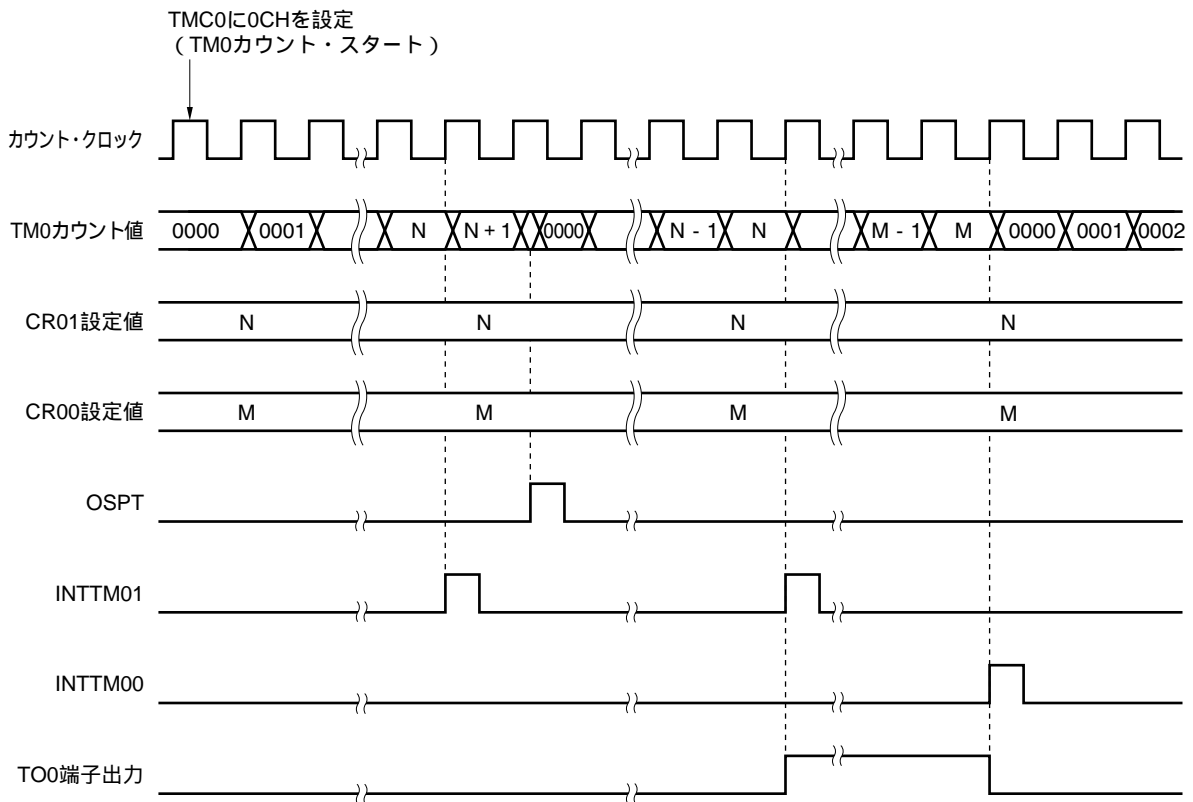 TMC0に0CHを設定
（TM0カウント・スタート）
カウント・クロック
TM0カウント値 0000 0001 N N + 1 0000 N - 1 N M - 1 M 0000 0001 0002
CR01設定値 N N N N
CR00設定値 M M M M
OSPT
INTTM01
INTTM00
TO0端子出力